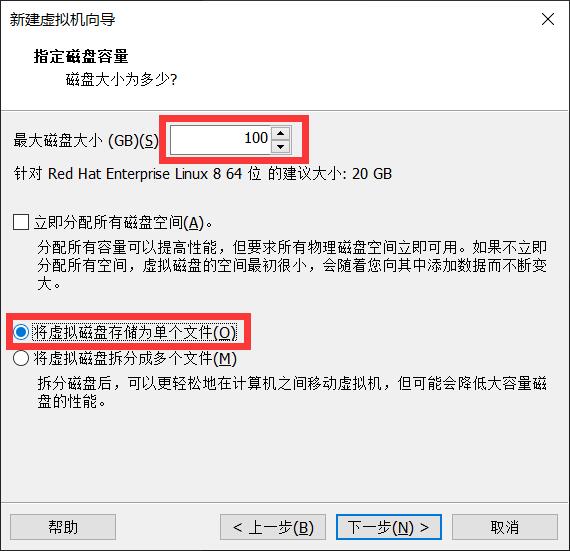 新建虚拟机向导
指定磁盘容量
磁盘大小为多少?
最大磁盘大小 (GB)(S) 100
针对 Red Hat Enterprise Linux 8 64 位 的建议大小: 20 GB
立即分配所有磁盘空间(A)。
分配所有容量可以提高性能，但要求所有物理磁盘空间立即可用。如果不立即
分配所有空间，虚拟磁盘的空间最初很小，会随着您向其中添加数据而不断变
大。
将虚拟磁盘存储为单个文件(O)
将虚拟磁盘拆分成多个文件(M)
拆分磁盘后，可以更轻松地在计算机之间移动虚拟机，但可能会降低大容量磁
盘的性能。
帮助 < 上一步(B) 下一步(N) > 取消